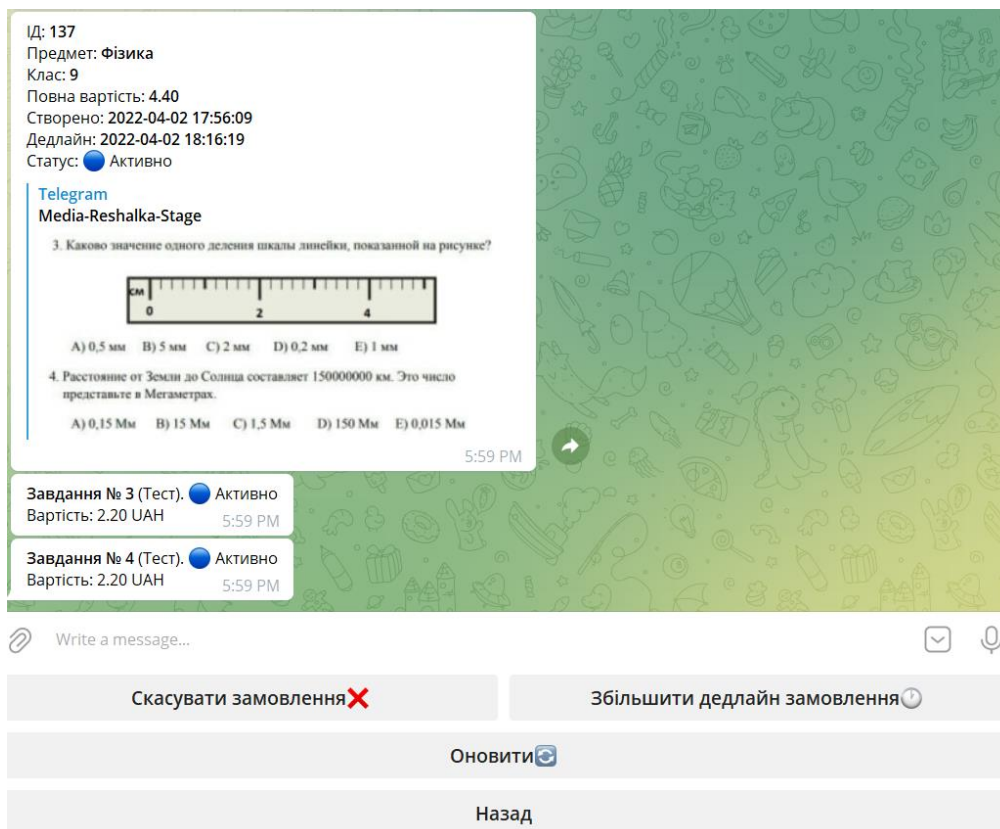 ІД: 137
Предмет: Фізика
Клас: 9
Повна вартість: 4.40
Створено: 2022-04-02 17:56:09
Дедлайн: 2022-04-02 18:16:19
Статус: 🔵 Активно
Telegram
Media-Reshalka-Stage
3. Каково значение одного деления шкалы линейки, показанной на рисунке?
см
0 2 4
A) 0,5 мм B) 5 мм C) 2 мм D) 0,2 мм E) 1 мм
4. Расстояние от Земли до Солнца составляет 150000000 км. Это число
представьте в Мегаметрах.
A) 0,15 Мм B) 15 Мм C) 1,5 Мм D) 150 Мм E) 0,015 Мм
5:59 PM
Завдання № 3 (Тест). 🔵 Активно
Вартість: 2.20 UAH 5:59 PM
Завдання № 4 (Тест). 🔵 Активно
Вартість: 2.20 UAH 5:59 PM
Write a message...
Скасувати замовлення❌ Збільшити дедлайн замовлення🕐
Оновити🔄
Назад